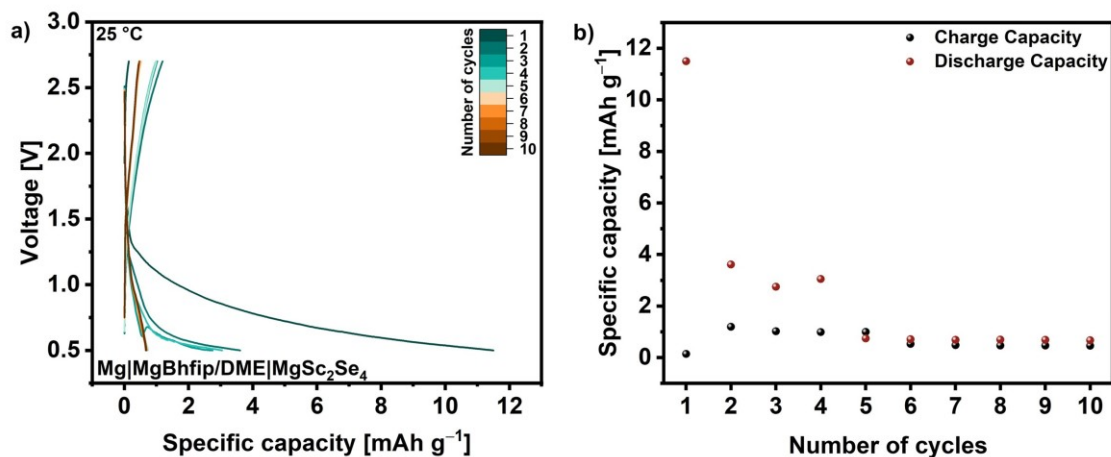 a)
25 °C
3.0
2.5
2.0
1.5
1.0
0.5
Voltage [V]
Number of cycles
1
2
3
4
5
6
7
8
9
10
Mg|MgBhfip/DME|MgSc₂Se₄
0 2 4 6 8 10 12
Specific capacity [mAh g⁻¹]
b)
Charge Capacity
Discharge Capacity
12
10
8
6
4
2
0
Specific capacity [mAh g⁻¹]
1 2 3 4 5 6 7 8 9 10
Number of cycles